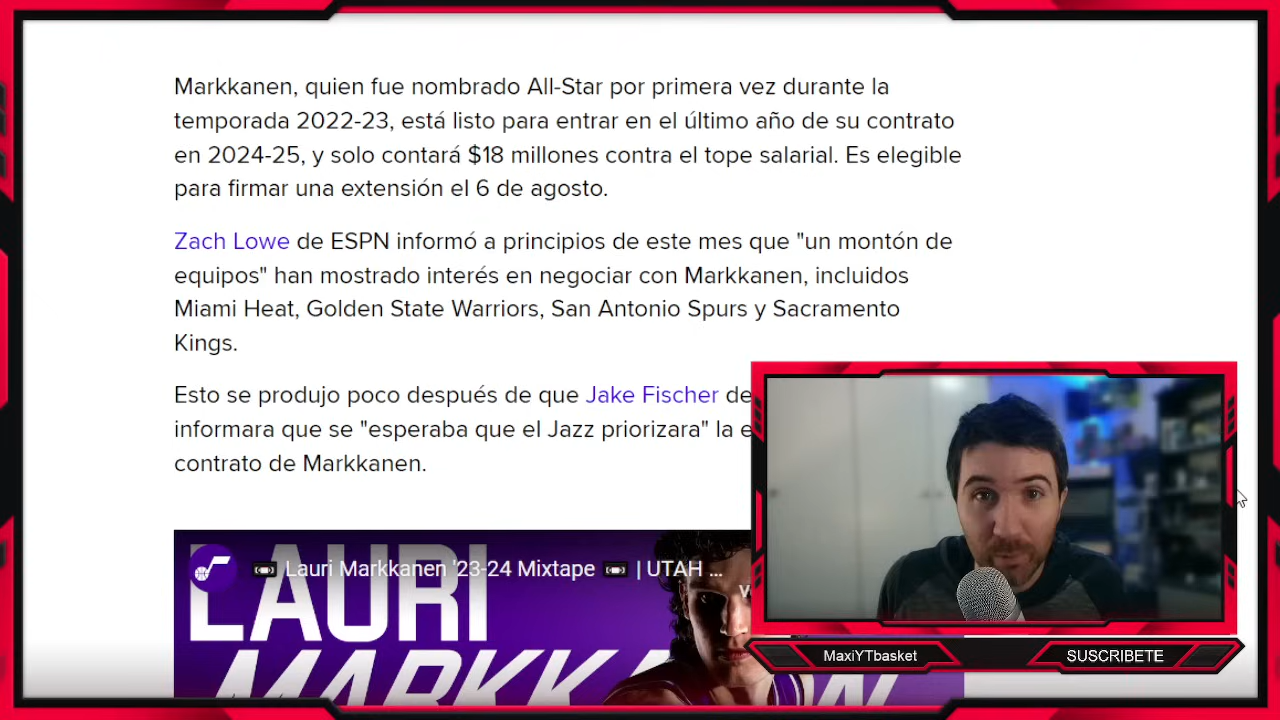 Markkanen, quien fue nombrado All-Star por primera vez durante la
temporada 2022-23, está listo para entrar en el último año de su contrato
en 2024-25, y solo contará $18 millones contra el tope salarial. Es elegible
para firmar una extensión el 6 de agosto.
Zach Lowe de ESPN informó a principios de este mes que "un montón de
equipos" han mostrado interés en negociar con Markkanen, incluidos
Miami Heat, Golden State Warriors, San Antonio Spurs y Sacramento
Kings.
Esto se produjo poco después de que Jake Fischer de
informara que se "esperaba que el Jazz priorizara" la e
contrato de Markkanen.
Lauri Markkanen '23-24 Mixtape | UTAH ...
LAURI
MARKKANEN
MaxiYTbasket
SUSCRIBETE